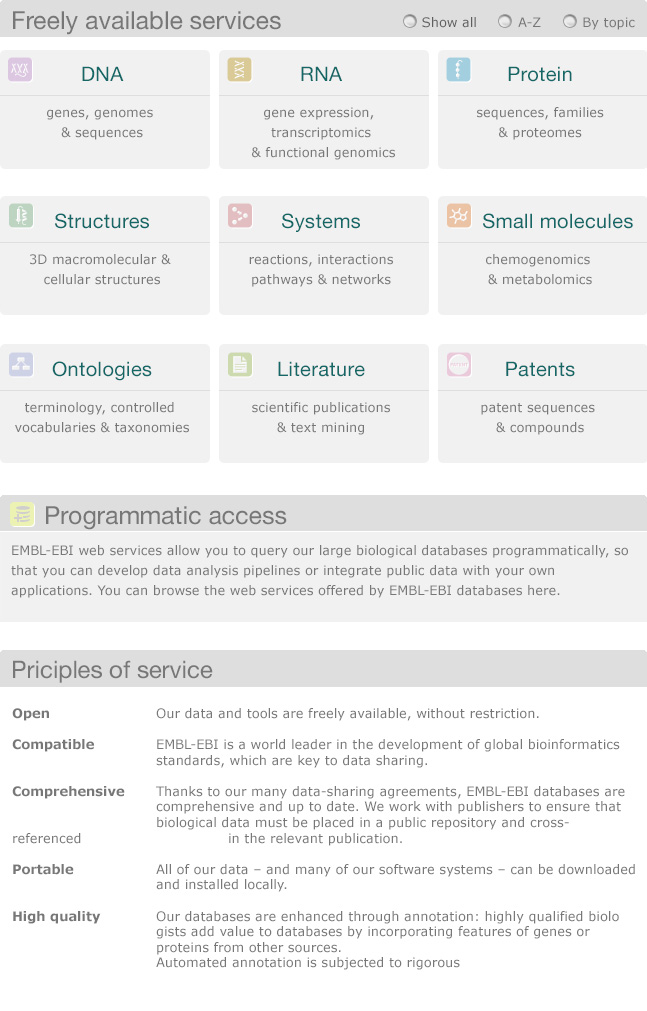 Freely available services
Show all A-Z By topic
DNA RNA Protein
genes, genomes
& sequences
gene expression,
transcriptomics
& functional genomics
sequences, families
& proteomes
Structures Systems Small molecules
3D macromolecular &
cellular structures
reactions, interactions
pathways & networks
chemogenomics
& metabolomics
Ontologies Literature Patents
terminology, controlled
vocabularies & taxonomies
scientific publications
& text mining
patent sequences
& compounds
Programmatic access
EMBL-EBI web services allow you to query our large biological databases programmatically, so
that you can develop data analysis pipelines or integrate public data with your own
applications. You can browse the web services offered by EMBL-EBI databases here.
Priciples of service
Open Our data and tools are freely available, without restriction.
Compatible EMBL-EBI is a world leader in the development of global bioinformatics
standards, which are key to data sharing.
Comprehensive Thanks to our many data-sharing agreements, EMBL-EBI databases are
comprehensive and up to date. We work with publishers to ensure that
biological data must be placed in a public repository and cross-
referenced in the relevant publication.
Portable All of our data – and many of our software systems – can be downloaded
and installed locally.
High quality Our databases are enhanced through annotation: highly qualified biolo
gists add value to databases by incorporating features of genes or
proteins from other sources.
Automated annotation is subjected to rigorous